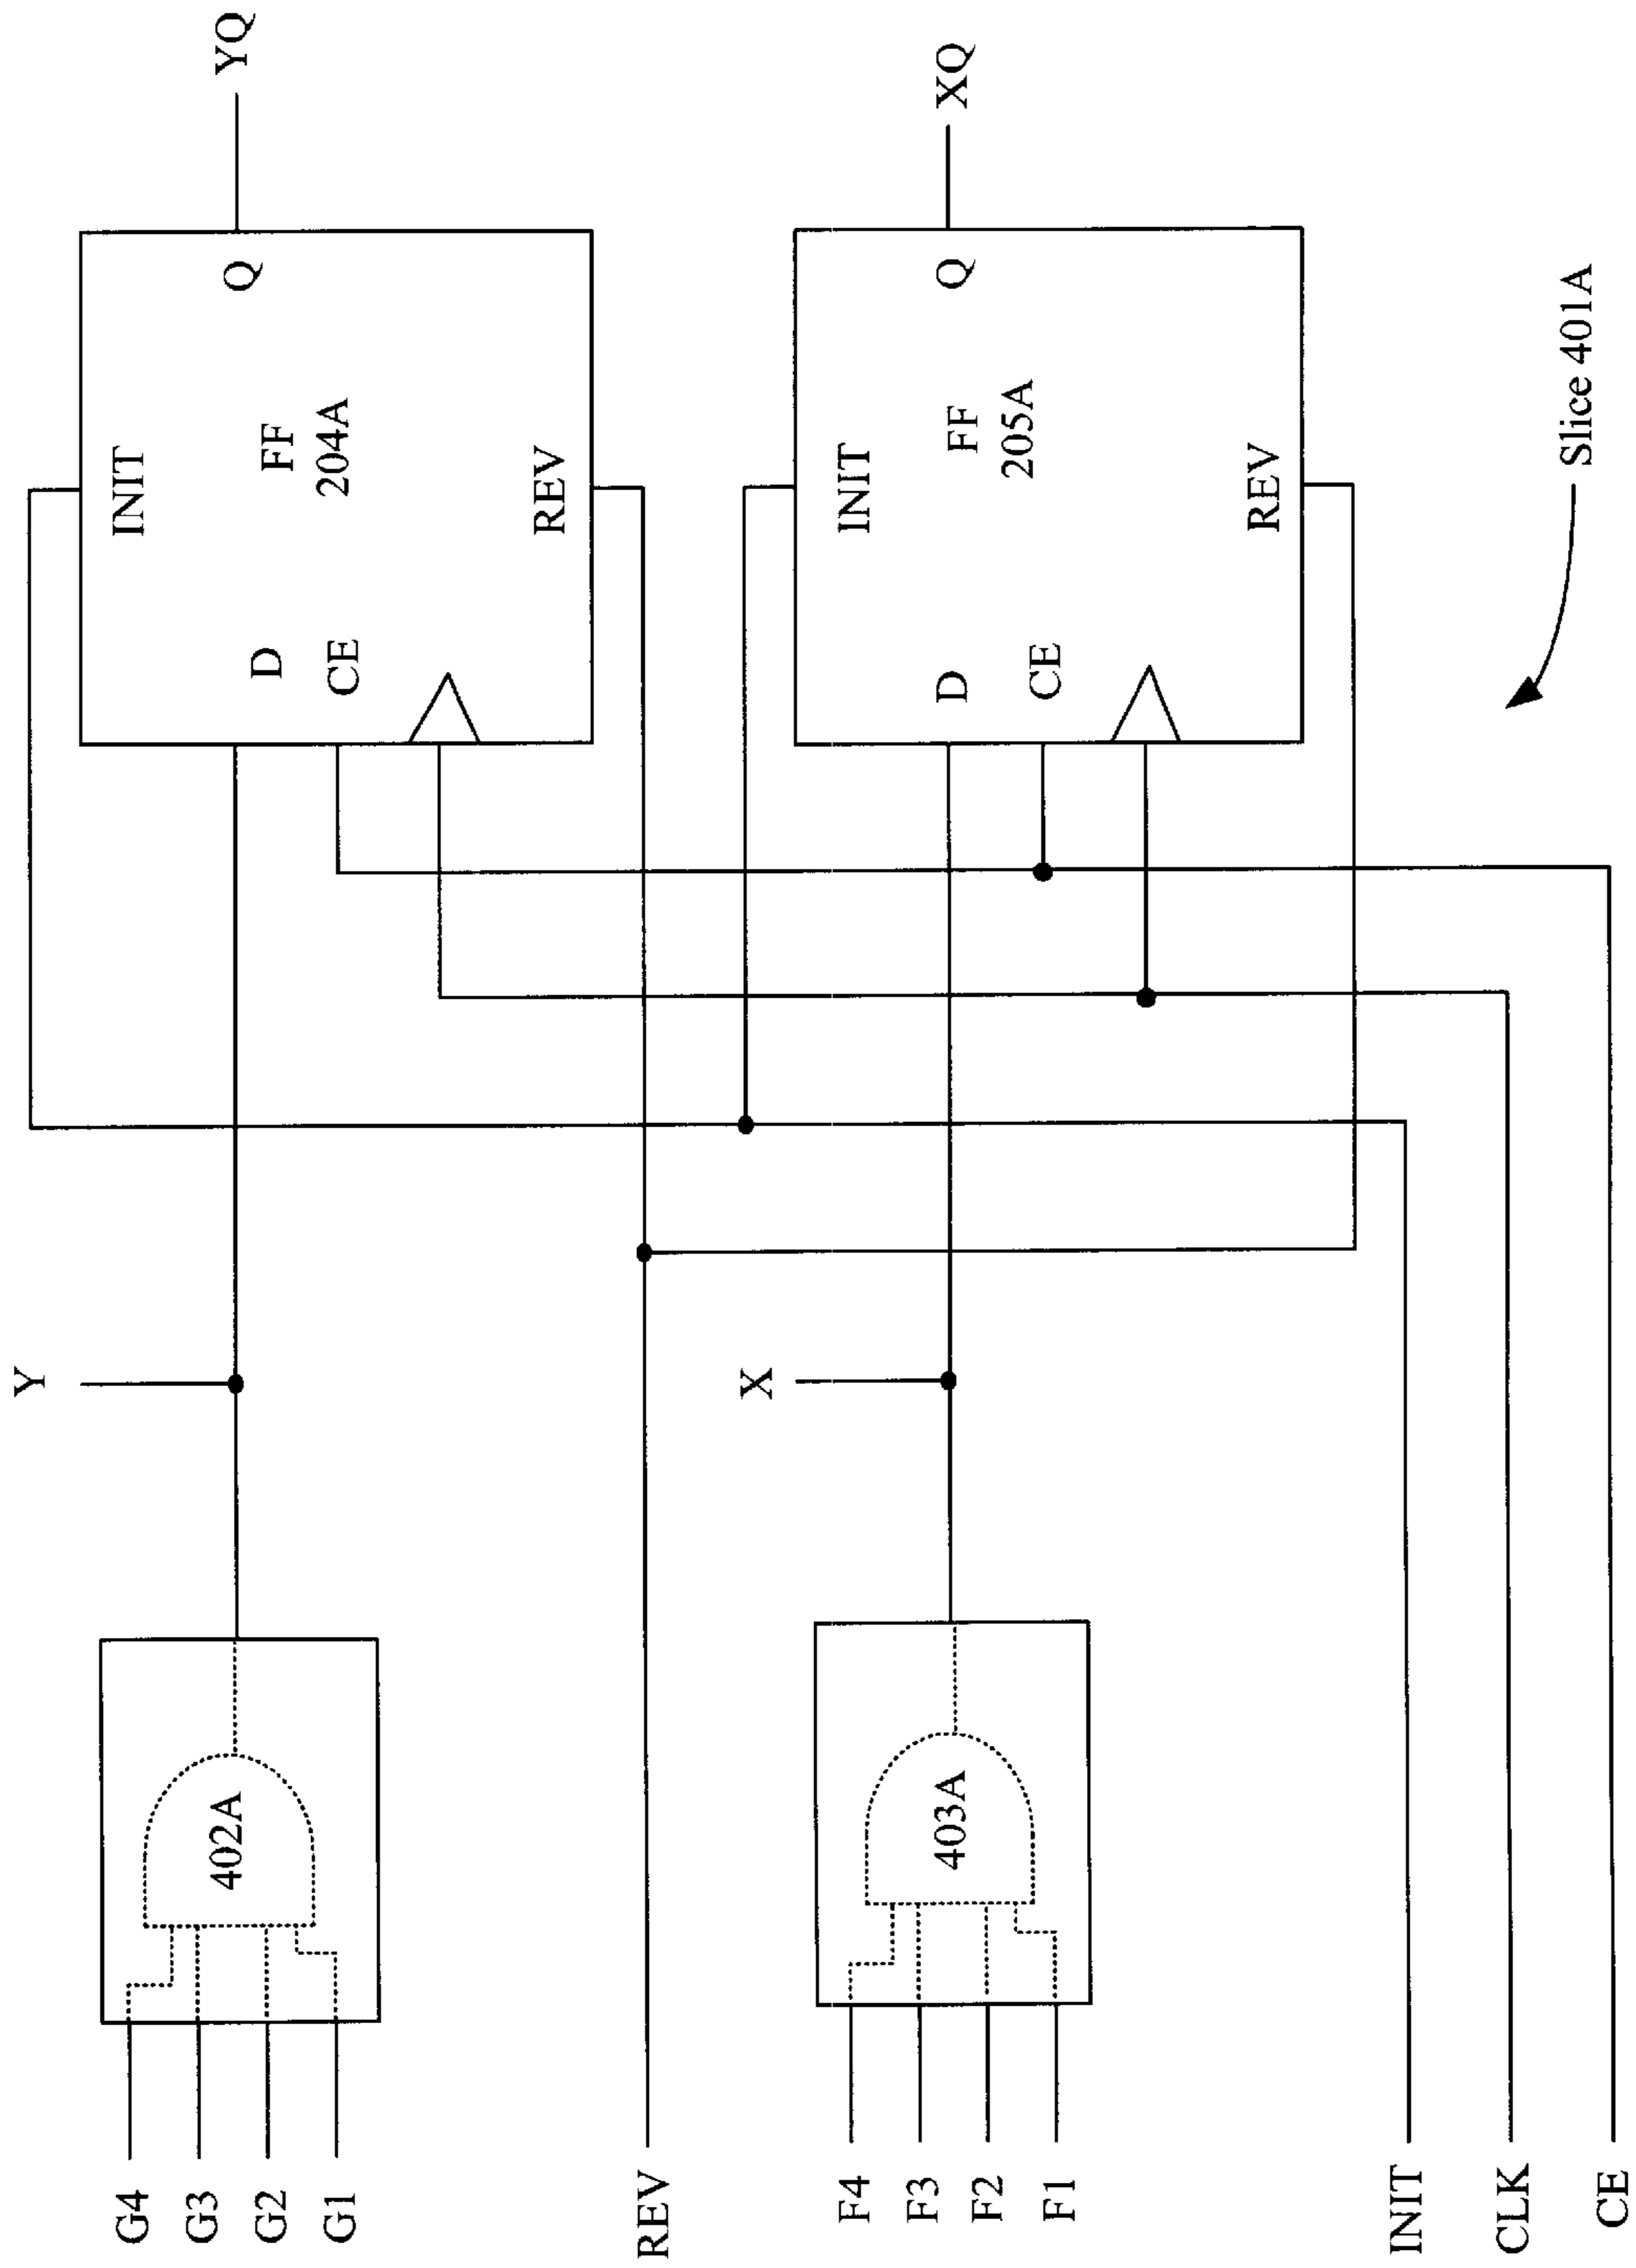 Y
INIT
D
FF
204A
Q
YQ
CE
REV
402A
G4
G3
G2
G1
REV
X
INIT
D
FF
205A
Q
XQ
CE
REV
403A
F4
F3
F2
F1
INIT
CLK
CE
Slice 401A